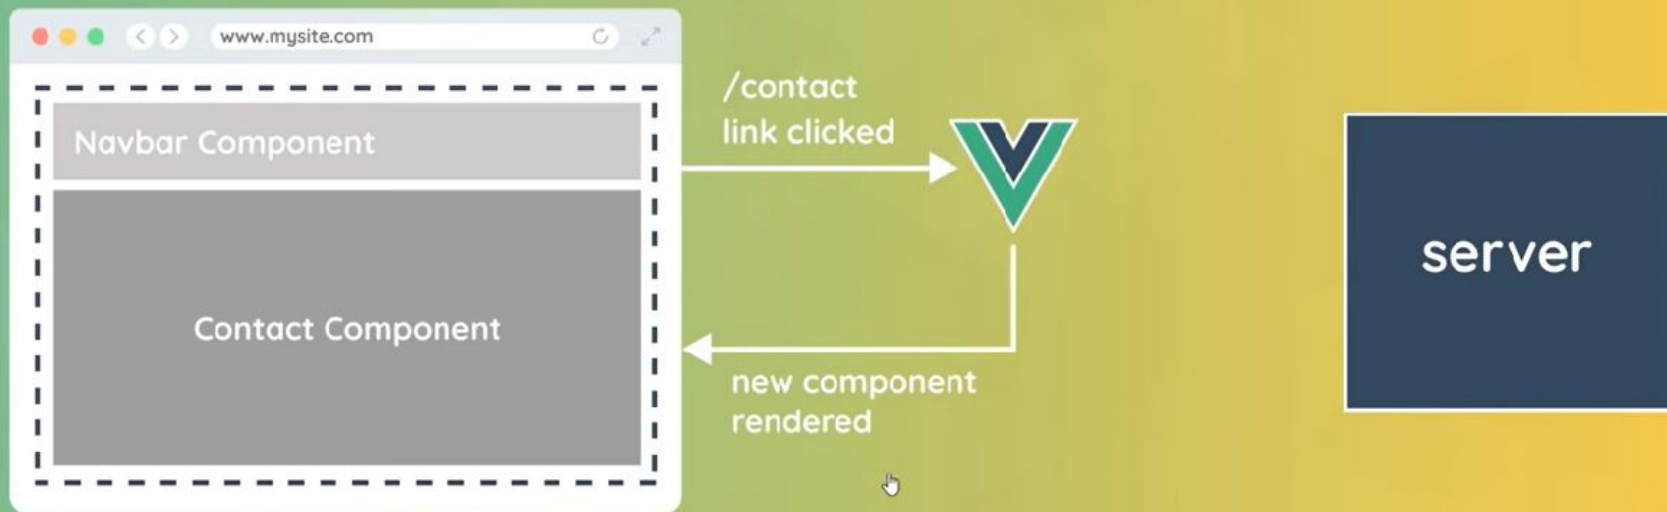 www.mysite.com
Navbar Component
Contact Component
/contact
link clicked
new component
rendered
server